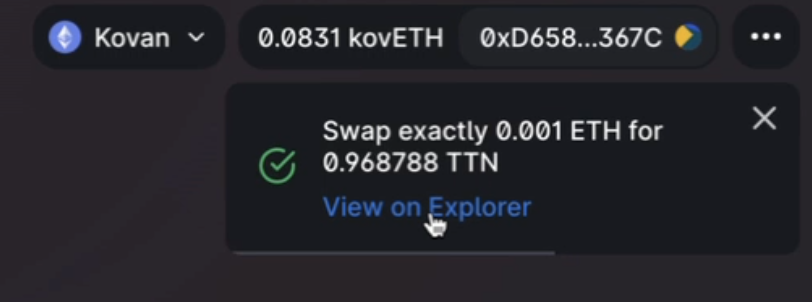 Kovan
0.0831 kovETH
0xD658...367C
Swap exactly 0.001 ETH for
0.968788 TTN
View on Explorer